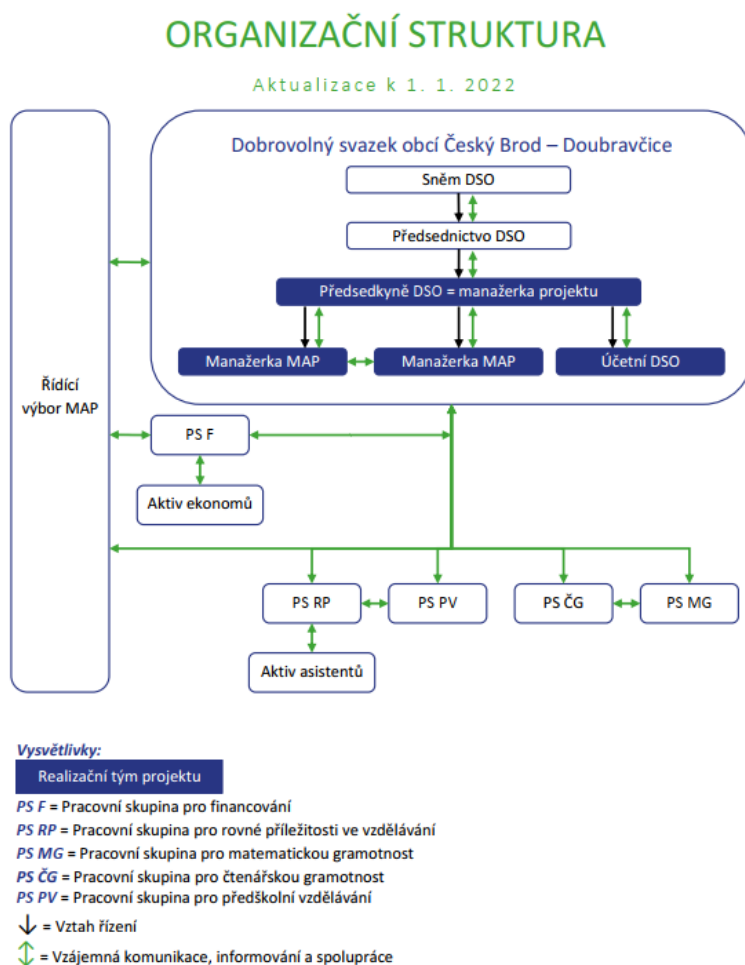 ORGANIZAČNÍ STRUKTURA
Aktualizace k 1. 1. 2022
Dobrovolný svazek obcí Český Brod – Doubravčice
Sněm DSO
Předsednictvo DSO
Předsedkyně DSO = manažerka projektu
Manažerka MAP
Manažerka MAP
Účetní DSO
Řídící
výbor MAP
PS F
Aktiv ekonomů
PS RP
PS PV
PS ČG
PS MG
Aktiv asistentů
Vysvětlivky:
Realizační tým projektu
PS F = Pracovní skupina pro financování
PS RP = Pracovní skupina pro rovné příležitosti ve vzdělávání
PS MG = Pracovní skupina pro matematickou gramotnost
PS ČG = Pracovní skupina pro čtenářskou gramotnost
PS PV = Pracovní skupina pro předškolní vzdělávání
= Vztah řízení
= Vzájemná komunikace, informování a spolupráce